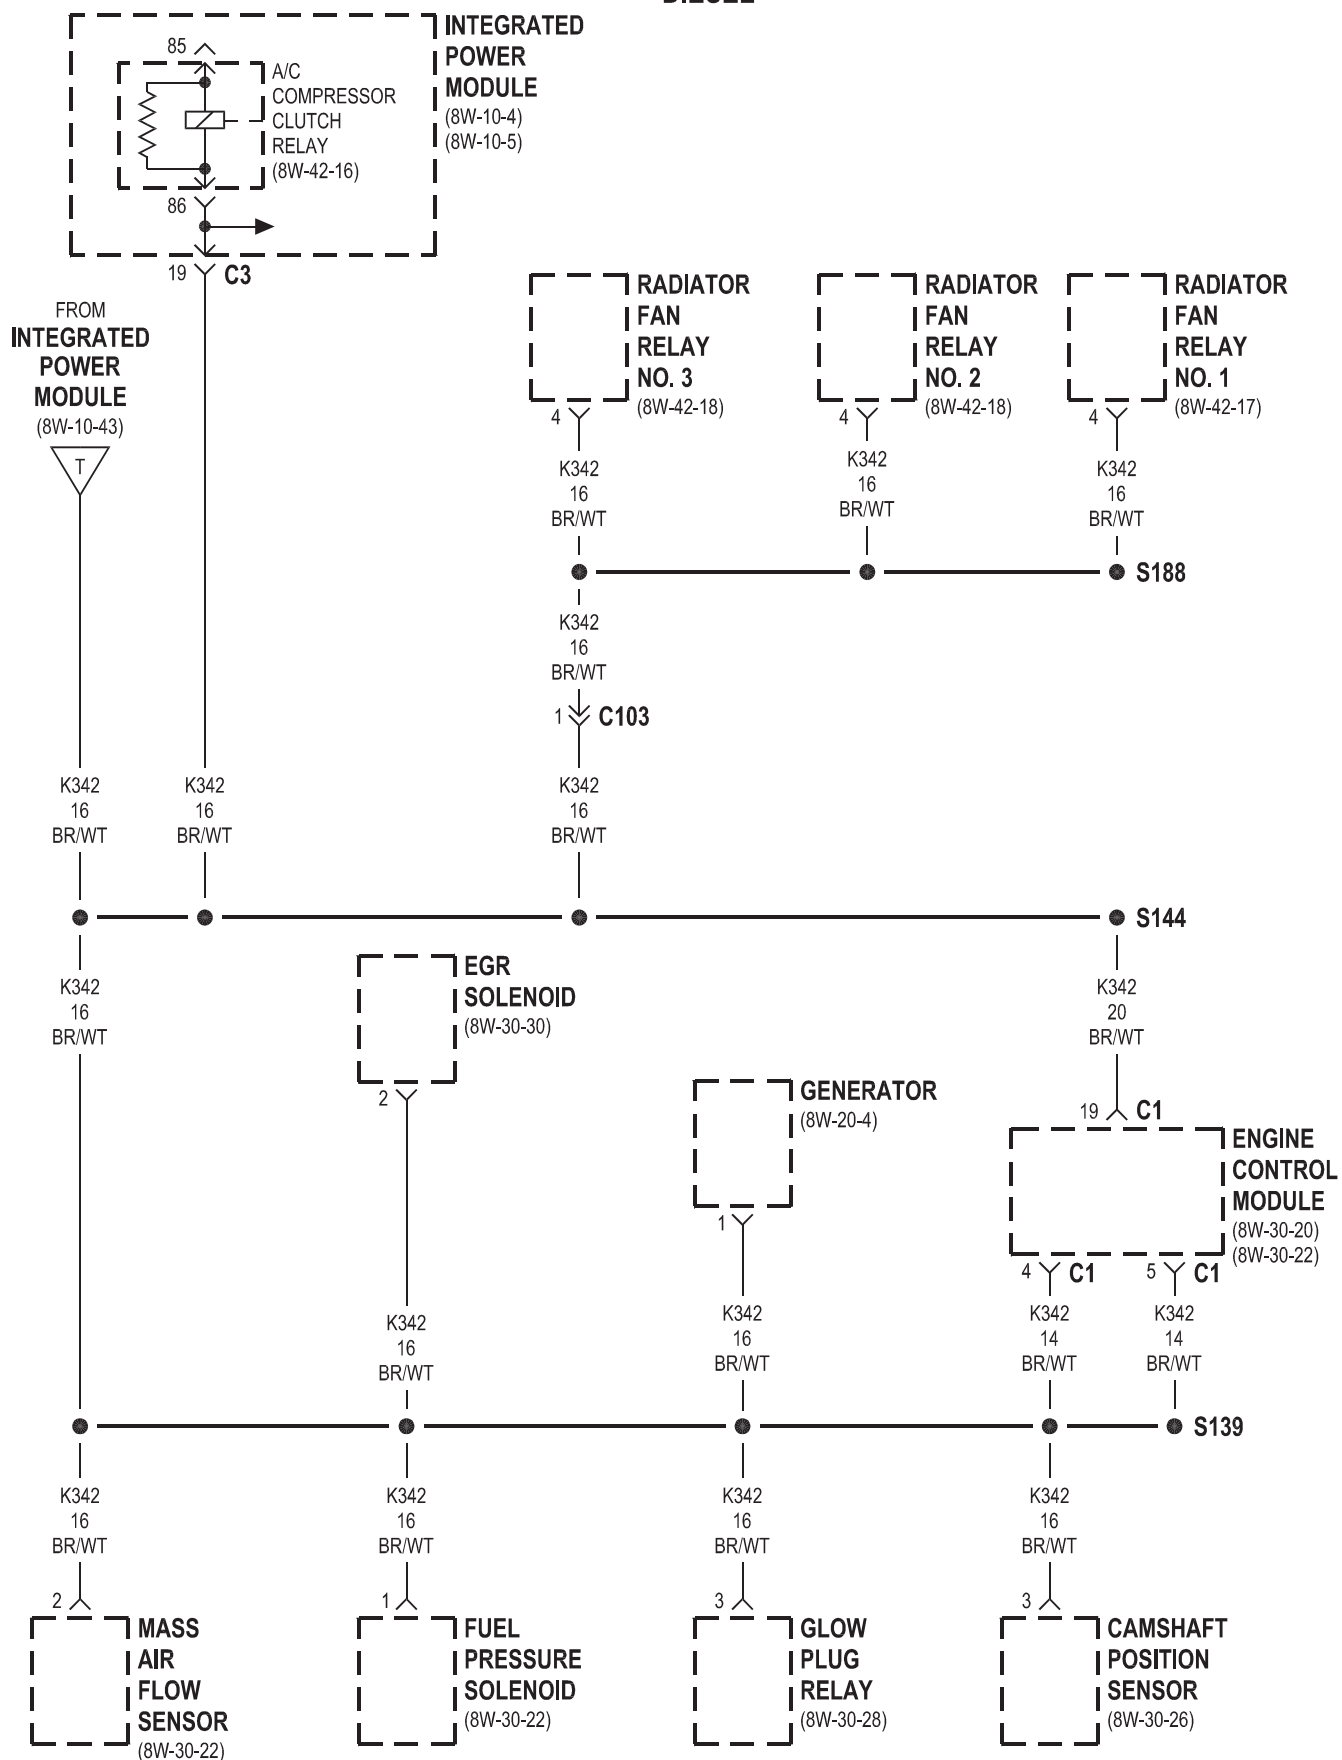 DIESEL
INTEGRATED
POWER
MODULE
(8W-10-4)
(8W-10-5)
85
A/C
COMPRESSOR
CLUTCH
RELAY
(8W-42-16)
86
19 C3
FROM
INTEGRATED
POWER
MODULE
(8W-10-43)
T
RADIATOR
FAN
RELAY
NO. 3
(8W-42-18)
4
RADIATOR
FAN
RELAY
NO. 2
(8W-42-18)
4
RADIATOR
FAN
RELAY
NO. 1
(8W-42-17)
4
K342
16
BR/WT
K342
16
BR/WT
K342
16
BR/WT
S188
K342
16
BR/WT
1 C103
K342
16
BR/WT
K342
16
BR/WT
K342
16
BR/WT
S144
K342
16
BR/WT
EGR
SOLENOID
(8W-30-30)
2
K342
20
BR/WT
GENERATOR
(8W-20-4)
1
19 C1
ENGINE
CONTROL
MODULE
(8W-30-20)
(8W-30-22)
4 C1
5 C1
K342
16
BR/WT
K342
16
BR/WT
K342
14
BR/WT
K342
14
BR/WT
S139
K342
16
BR/WT
K342
16
BR/WT
K342
16
BR/WT
K342
16
BR/WT
2
MASS
AIR
FLOW
SENSOR
(8W-30-22)
1
FUEL
PRESSURE
SOLENOID
(8W-30-22)
3
GLOW
PLUG
RELAY
(8W-30-28)
3
CAMSHAFT
POSITION
SENSOR
(8W-30-26)